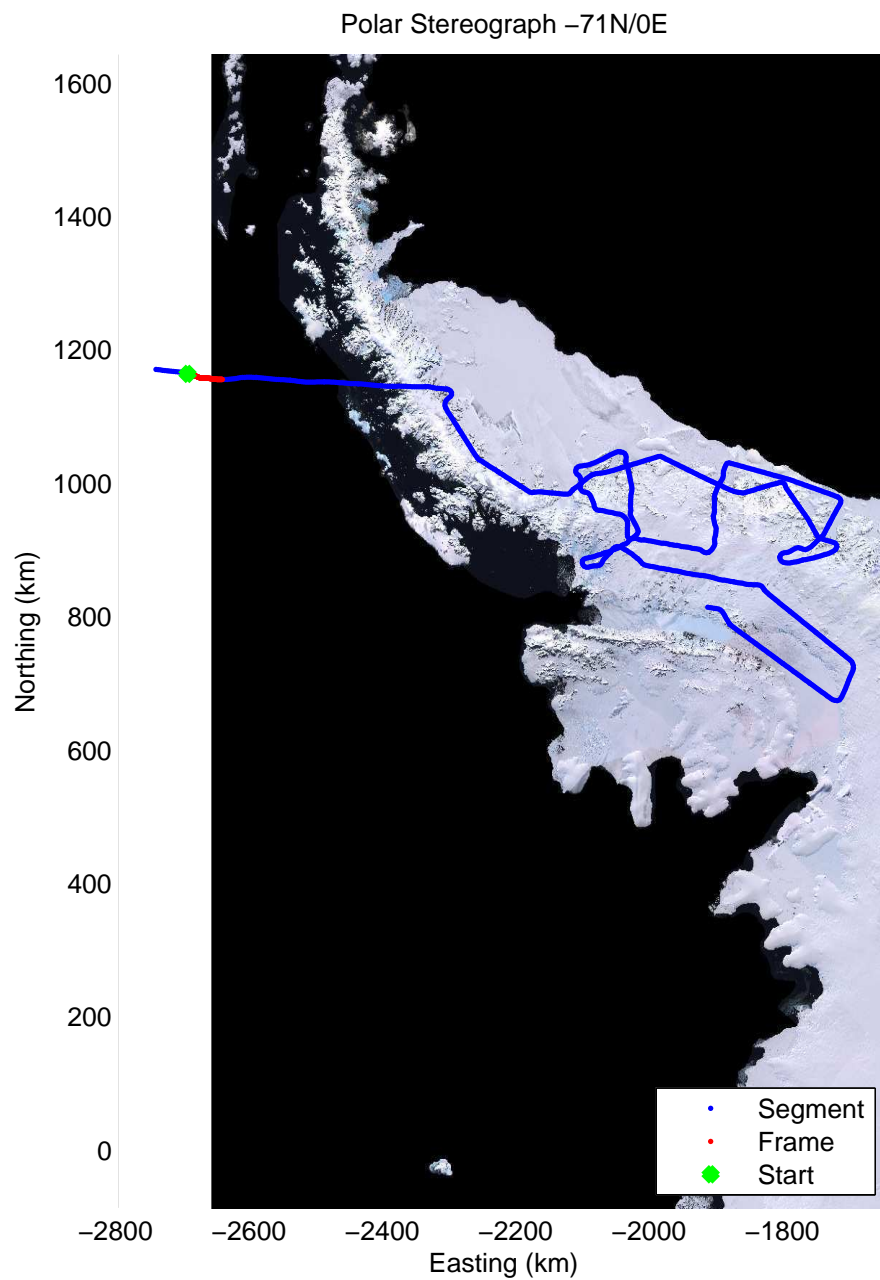 Polar Stereograph −71N/0E
1600
1400
1200
1000
800
600
400
200
0
Northing (km)
−2800 −2600 −2400 −2200 −2000 −1800
Easting (km)
Segment
Frame
Start